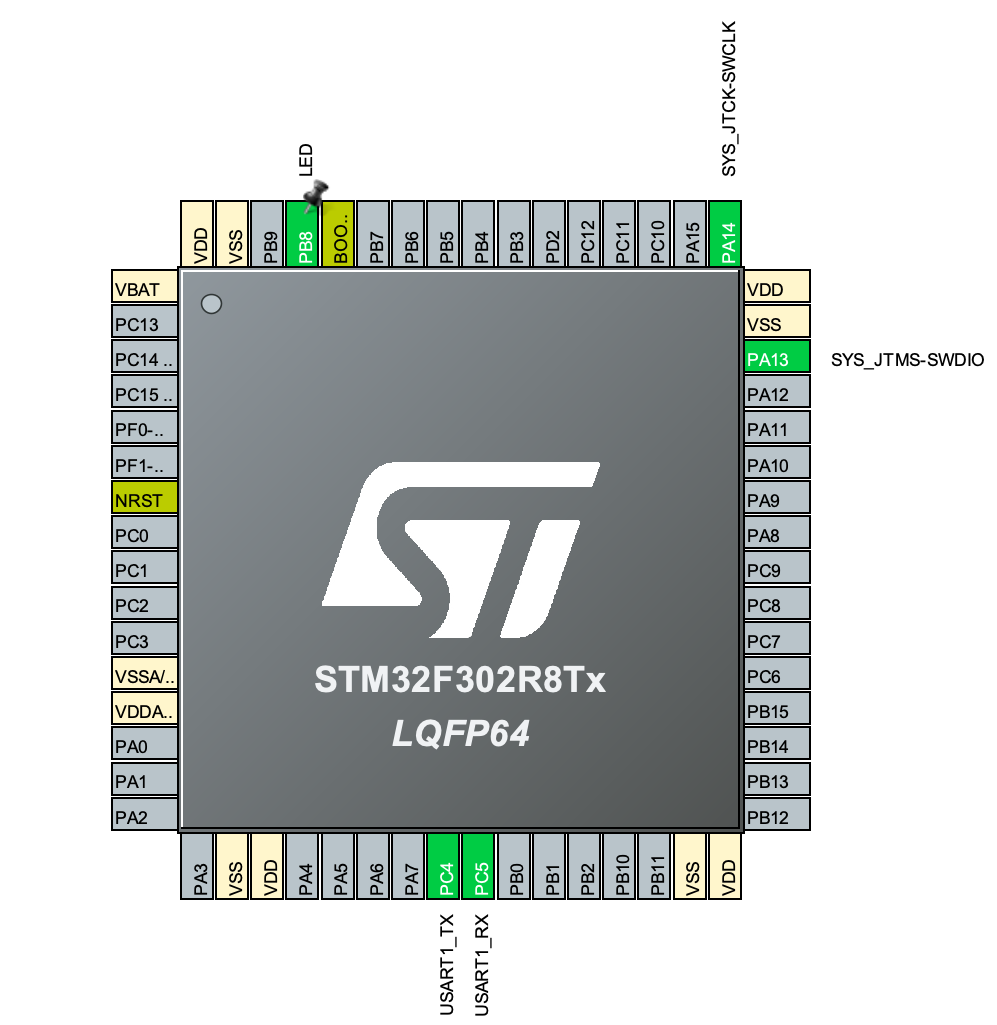 SYS_JTCK-SWCLK
LED
VDD
VSS
PB9
PB8
BOO..
PB7
PB6
PB5
PB4
PB3
PD2
PC12
PC11
PC10
PA15
PA14
VBAT
PC13
PC14 ..
PC15 ..
PF0-..
PF1-..
NRST
PC0
PC1
PC2
PC3
VSSA/..
VDDA..
PA0
PA1
PA2
VDD
VSS
PA13 SYS_JTMS-SWDIO
PA12
PA11
PA10
PA9
PA8
PC9
PC8
PC7
PC6
PB15
PB14
PB13
PB12
ST
STM32F302R8Tx
LQFP64
PA3
VSS
VDD
PA4
PA5
PA6
PA7
PC4
PC5
PB0
PB1
PB2
PB10
PB11
VSS
VDD
USART1_TX
USART1_RX